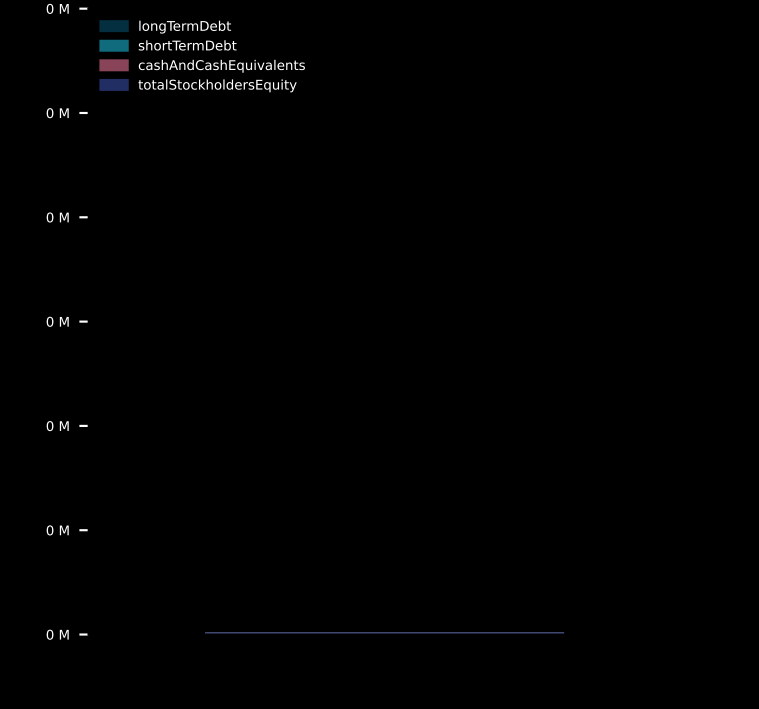 0 M
longTermDebt
shortTermDebt
cashAndCashEquivalents
totalStockholdersEquity
0 M
0 M
0 M
0 M
0 M
0 M